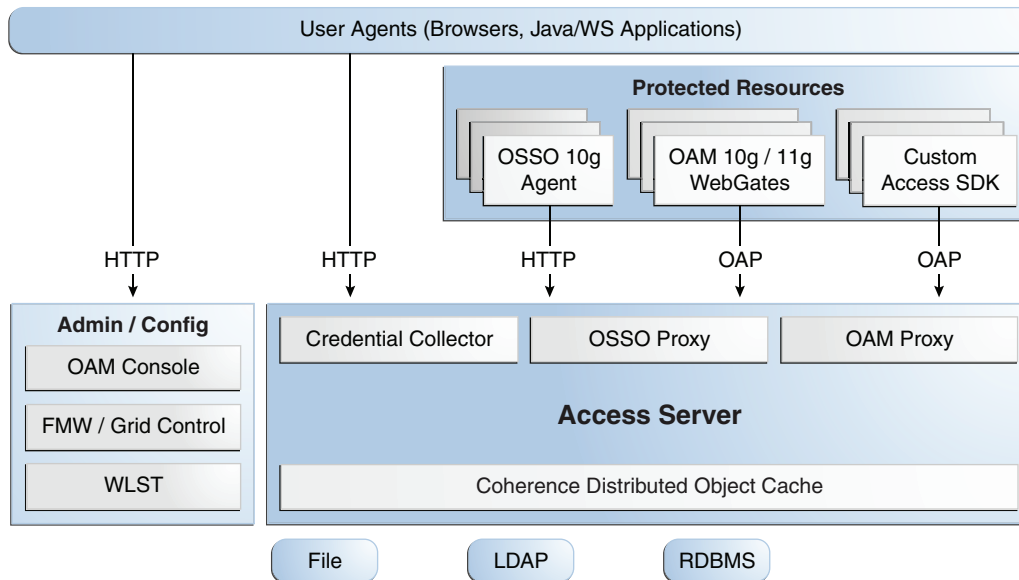 User Agents (Browsers, Java/WS Applications)
Protected Resources
OSSO 10g
Agent
OAM 10g / 11g
WebGates
Custom
Access SDK
HTTP
HTTP
HTTP
OAP
OAP
Admin / Config
OAM Console
FMW / Grid Control
WLST
Credential Collector
OSSO Proxy
OAM Proxy
Access Server
Coherence Distributed Object Cache
File
LDAP
RDBMS